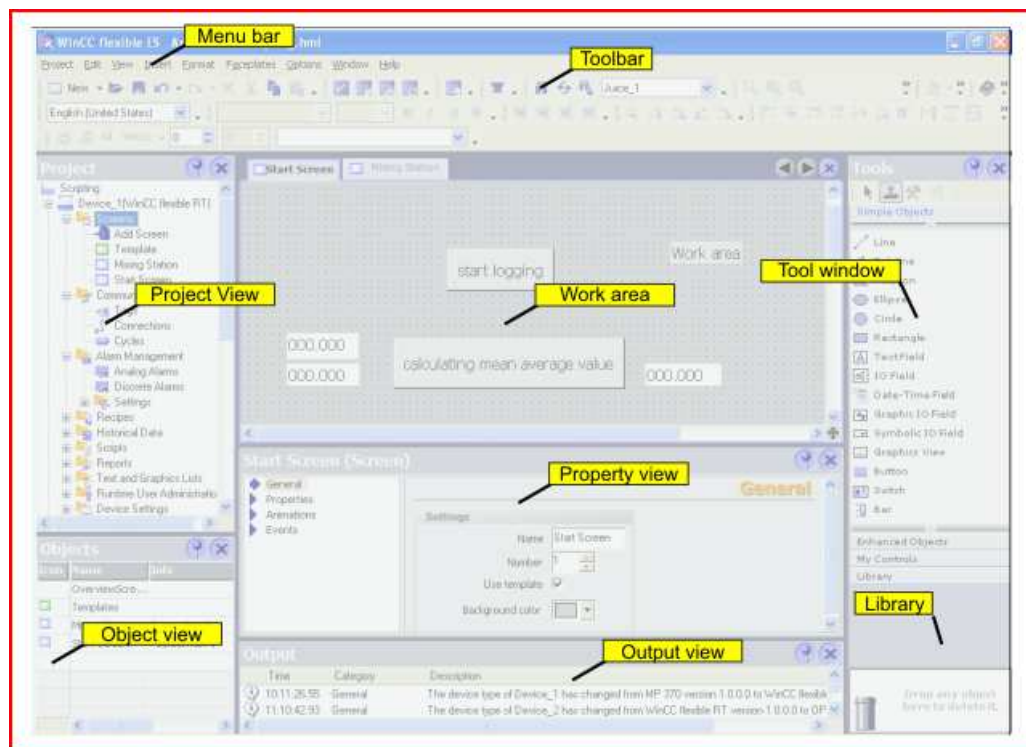 WinCC flexible ES
Menu bar
Project Edit View Insert Format Faceplates Options Window Help
Toolbar
New
Juice_1
English (United States)
Project
Start Screen
Mixing Station
Tools
Scripting
Device_1(WinCC flexible RT)
Screens
Add Screen
Template
Mixing Station
Start Screen
Project View
Connections
Cycles
Alarm Management
Analog Alarms
Discrete Alarms
Settings
Recipes
Historical Data
Scripts
Reports
Text and Graphics Lists
Runtime User Administratio
Device Settings
start logging
Work area
Work area
000.000
000.000
calculating mean average value
000.000
Simple Objects
Line
Tool window
Ellipse
Circle
Rectangle
TextField
IO Field
Date-Time Field
Graphic IO Field
Symbolic IO Field
Graphics View
Button
Switch
Bar
Enhanced Objects
My Controls
Library
Library
Drop any object
here to delete it.
Start Screen (Screen)
Property view
General
General
Properties
Animations
Events
Settings
Name Start Screen
Number 1
Use template
Background color
Objects
Icon Name Info
OverviewScre...
Templates
Object view
Output
Output view
Time Category Description
10:11:26.55 General The device type of Device_1 has changed from MP 370 version 1.0.0.0 to WinCC flexible
11:10:42.93 General The device type of Device_2 has changed from WinCC flexible RT version 1.0.0.0 to OP